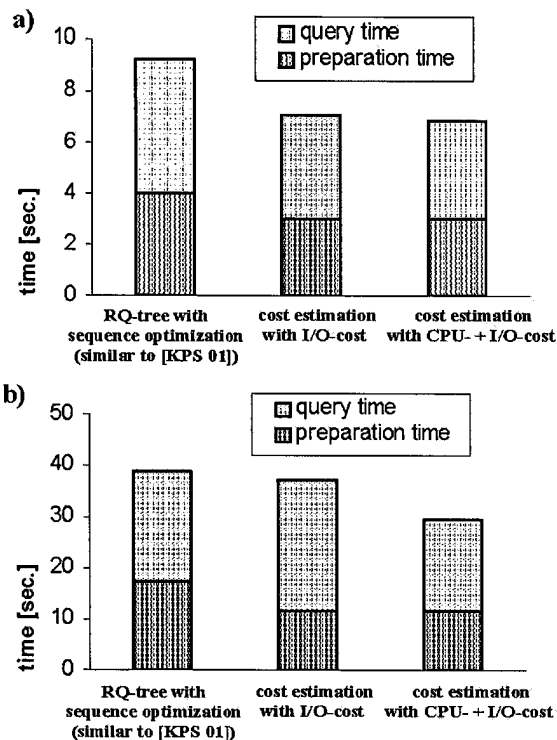 a)
query time
preparation time
10
8
6
4
2
0
time [sec.]
RQ-tree with
sequence optimization
(similar to [KPS 01])
cost estimation
with I/O-cost
cost estimation
with CPU- + I/O-cost
b)
query time
preparation time
50
40
30
20
10
0
time [sec.]
RQ-tree with
sequence optimization
(similar to [KPS 01])
cost estimation
with I/O-cost
cost estimation
with CPU- + I/O-cost